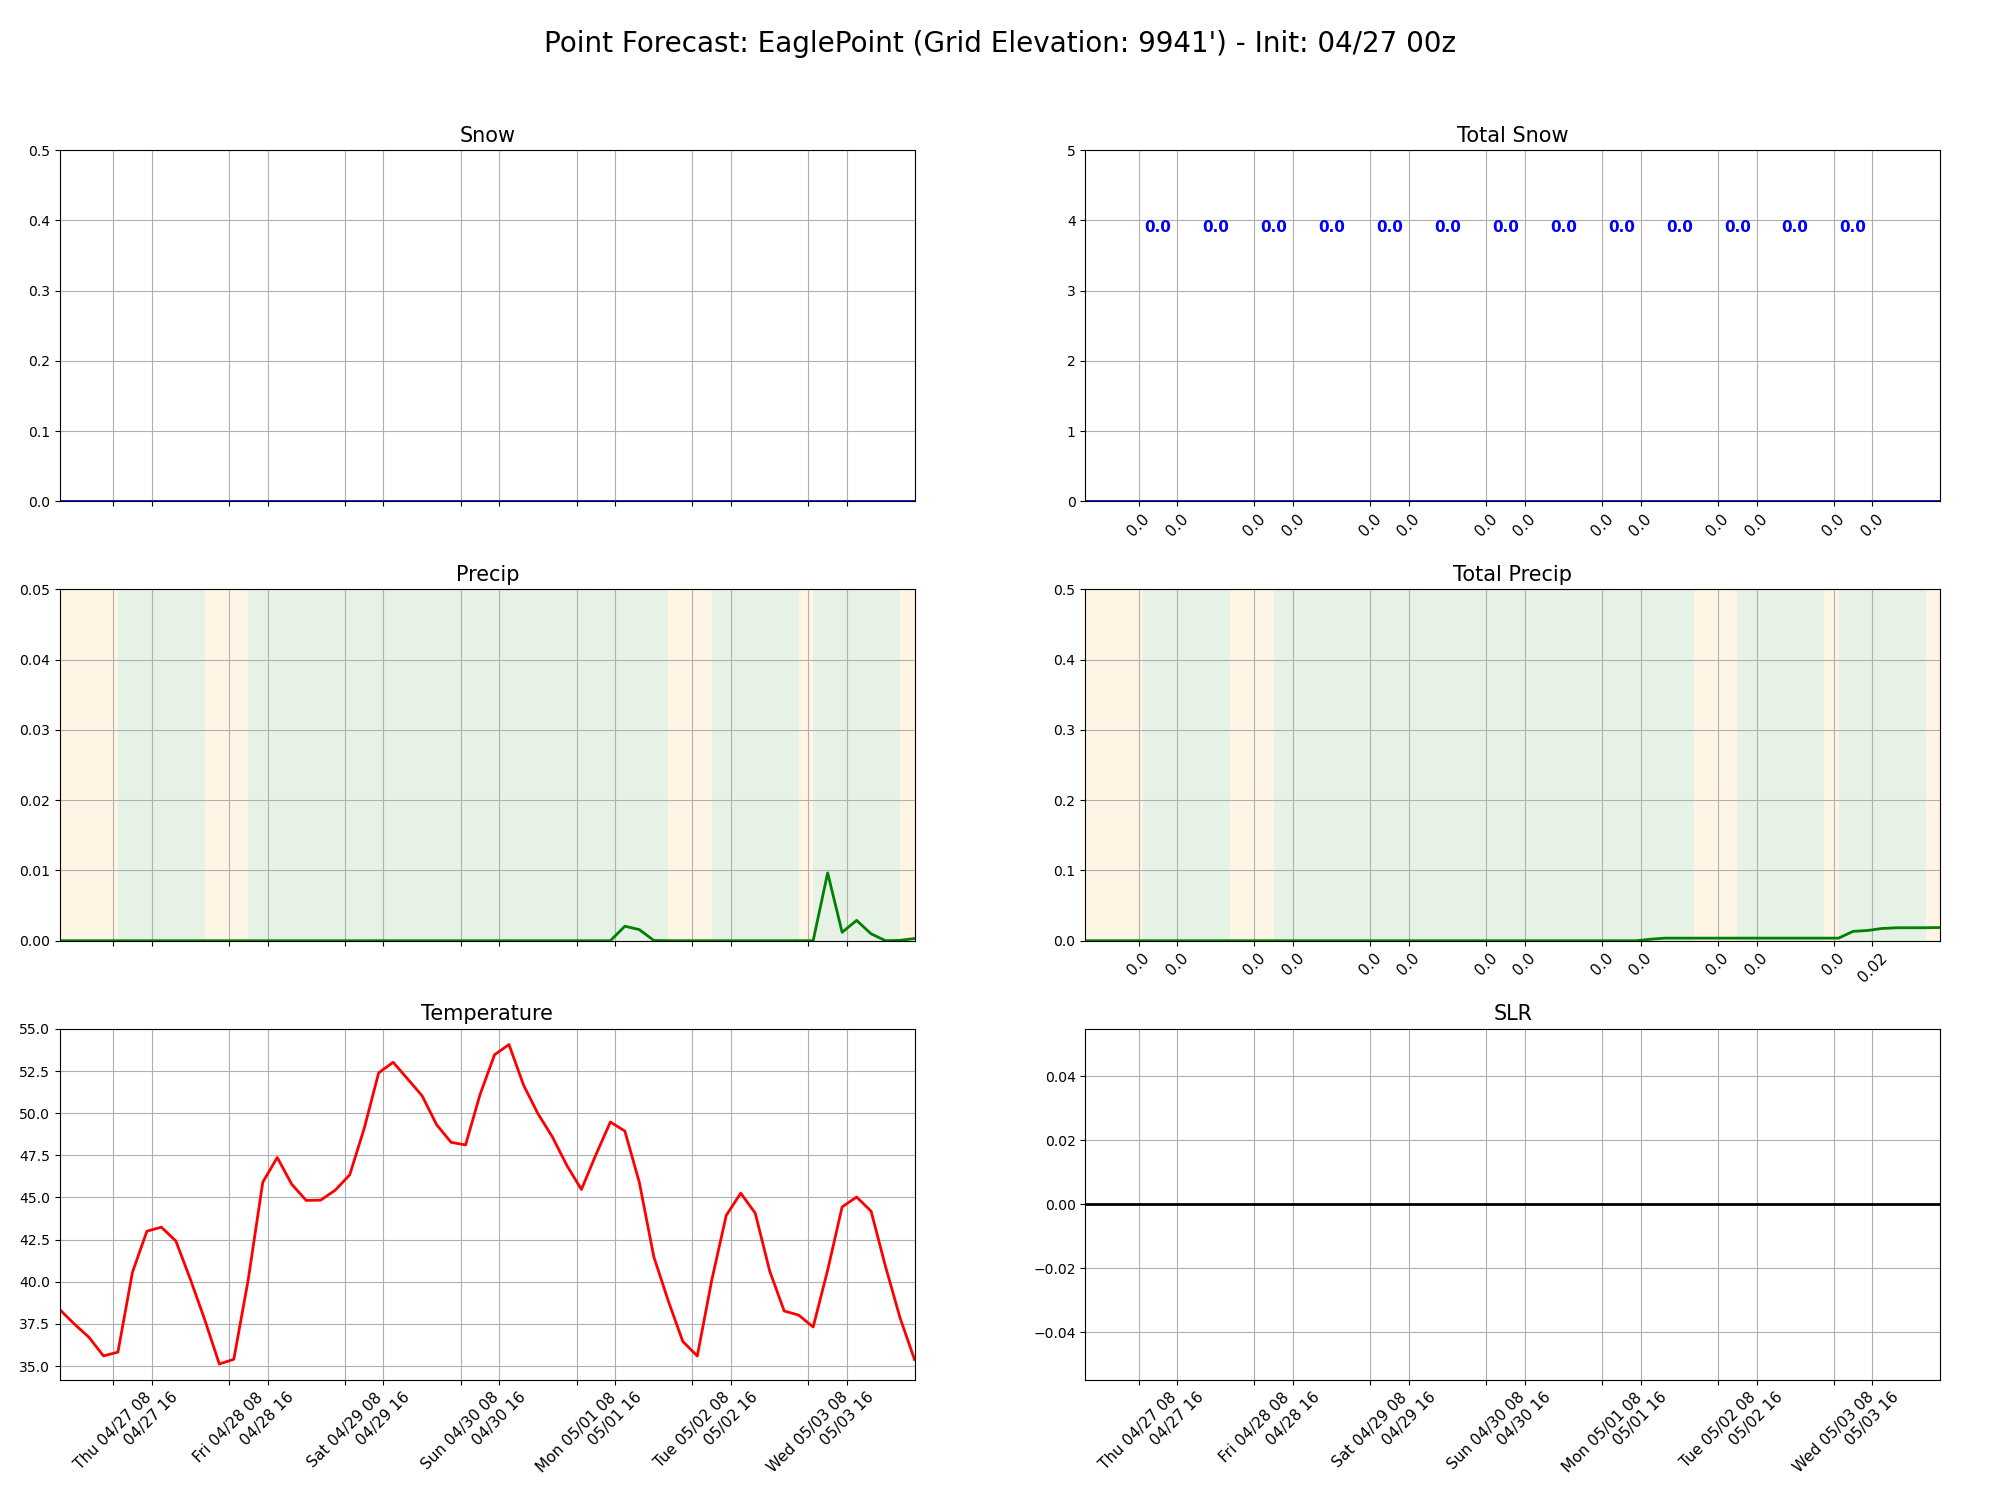 Point Forecast: EaglePoint (Grid Elevation: 9941') - Init: 04/27 00z
Snow
0.5
0.4
0.3
0.2
0.1
0.0
Total Snow
5
4
3
2
1
0
0.0 0.0 0.0 0.0 0.0 0.0 0.0 0.0 0.0 0.0 0.0 0.0 0.0
0.0 0.0 0.0 0.0 0.0 0.0 0.0 0.0 0.0 0.0 0.0 0.0 0.0 0.0
Precip
0.05
0.04
0.03
0.02
0.01
0.00
Total Precip
0.5
0.4
0.3
0.2
0.1
0.0
0.0 0.0 0.0 0.0 0.0 0.0 0.0 0.0 0.0 0.0 0.0 0.0 0.0 0.02
Temperature
55.0
52.5
50.0
47.5
45.0
42.5
40.0
37.5
35.0
Thu 04/27 08
04/27 16
Fri 04/28 08
04/28 16
Sat 04/29 08
04/29 16
Sun 04/30 08
04/30 16
Mon 05/01 08
05/01 16
Tue 05/02 08
05/02 16
Wed 05/03 08
05/03 16
SLR
0.04
0.02
0.00
−0.02
−0.04
Thu 04/27 08
04/27 16
Fri 04/28 08
04/28 16
Sat 04/29 08
04/29 16
Sun 04/30 08
04/30 16
Mon 05/01 08
05/01 16
Tue 05/02 08
05/02 16
Wed 05/03 08
05/03 16